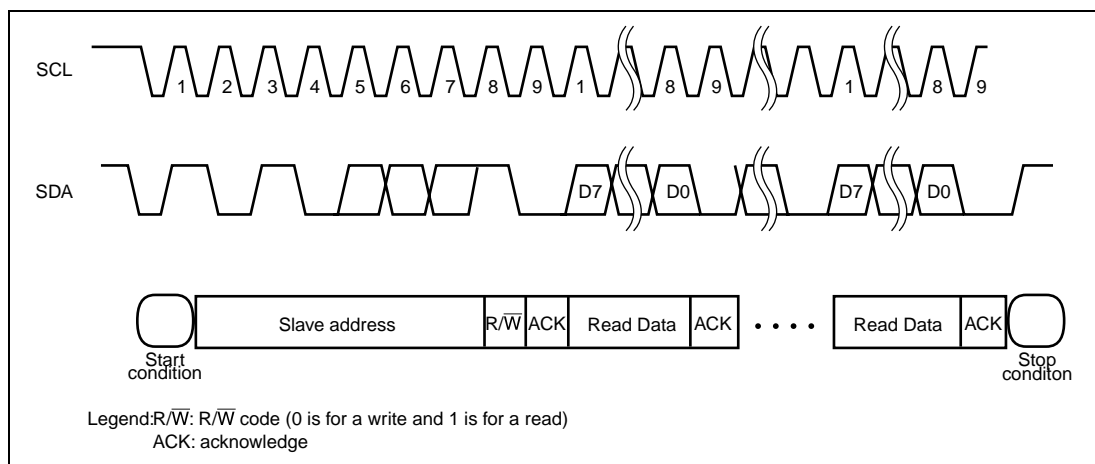 SCL
1 2 3 4 5 6 7 8 9 1 8 9 1 8 9
SDA
D7 D0 D7 D0
Slave address R/W̅ ACK Read Data ACK • • • • Read Data ACK
Start
condition
Stop
conditon
Legend:R/W̅: R/W̅ code (0 is for a write and 1 is for a read)
ACK: acknowledge